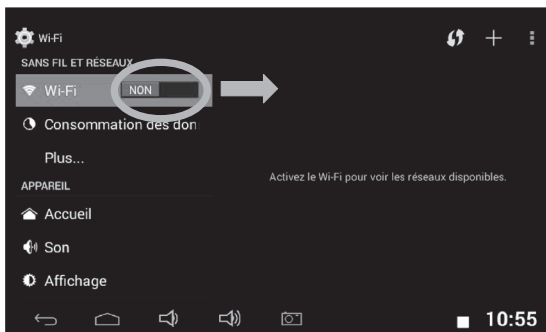 Wi-Fi
SANS FIL ET RÉSEAUX
Wi-Fi NON
Consommation des don
Plus...
Activez le Wi-Fi pour voir les réseaux disponibles.
APPAREIL
Accueil
Son
Affichage
10:55